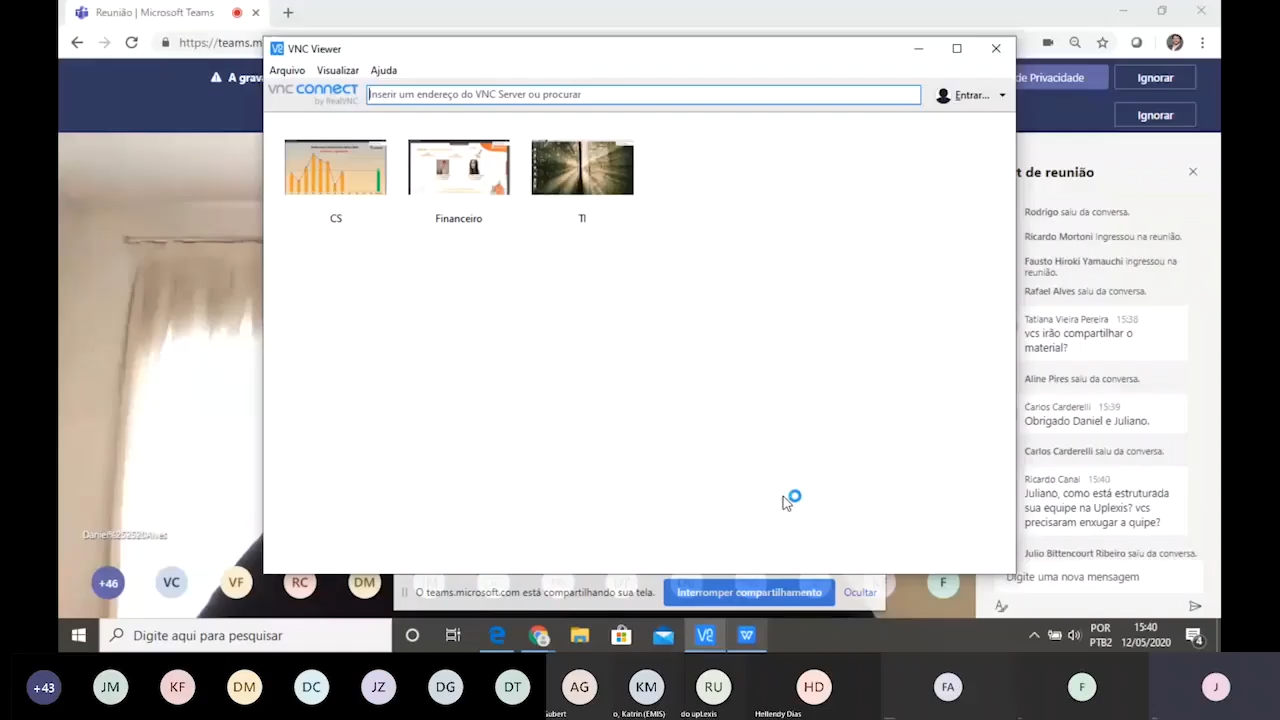 Reunião | Microsoft Teams
https://teams.m
VNC Viewer
Arquivo Visualizar Ajuda
vnc connect
by RealVNC
Inserir um endereço do VNC Server ou procurar
Entrar...
CS
Financeiro
TI
A grava
de Privacidade
Ignorar
Ignorar
t de reunião
Rodrigo saiu da conversa.
Ricardo Mortoni ingressou na reunião.
Fausto Hiroki Yamauchi ingressou na
reunião.
Rafael Alves saiu da conversa.
Tatiana Vieira Pereira 15:38
vcs irão compartilhar o
material?
Aline Pires saiu da conversa.
Carlos Carderelli 15:39
Obrigado Daniel e Juliano.
Carlos Carderelli saiu da conversa.
Ricardo Canai 15:40
Juliano, como está estruturada
sua equipe na Uplexis? vcs
precisaram enxugar a quipe?
Julio Bittencourt Ribeiro saiu da conversa.
Digite uma nova mensagem
Daniel%252520Alves
+46 VC VF RC DM
F
O teams.microsoft.com está compartilhando sua tela.
Interromper compartilhamento
Ocultar
Digite aqui para pesquisar
POR
PTB2
15:40
12/05/2020
4
+43 JM KF DM DC JZ DG DT AG KM RU HD FA F J
o, Katrin (EMIS)
do upLexis
Hellendy Dias